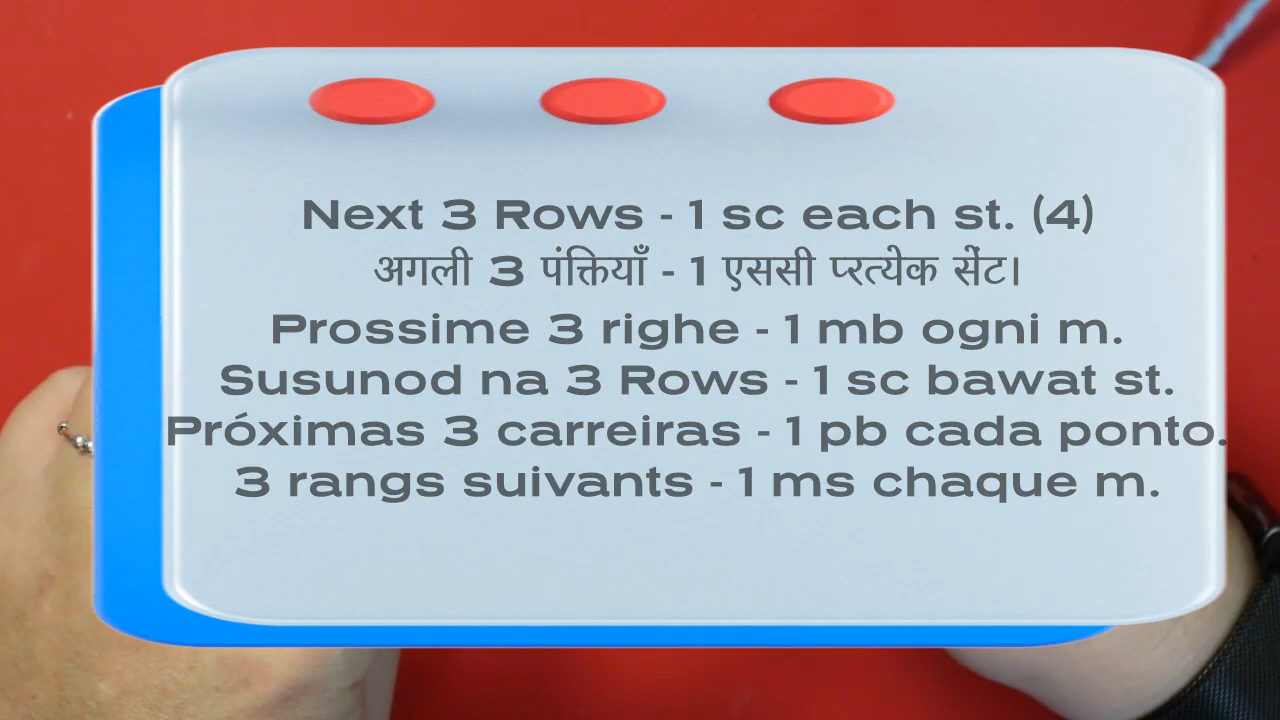 Next 3 Rows - 1 sc each st. (4)
अगली 3 पंक्तियाँ - 1 एससी प्रत्येक सेंट।
Prossime 3 righe - 1 mb ogni m.
Susunod na 3 Rows - 1 sc bawat st.
Próximas 3 carreiras - 1 pb cada ponto.
3 rangs suivants - 1 ms chaque m.